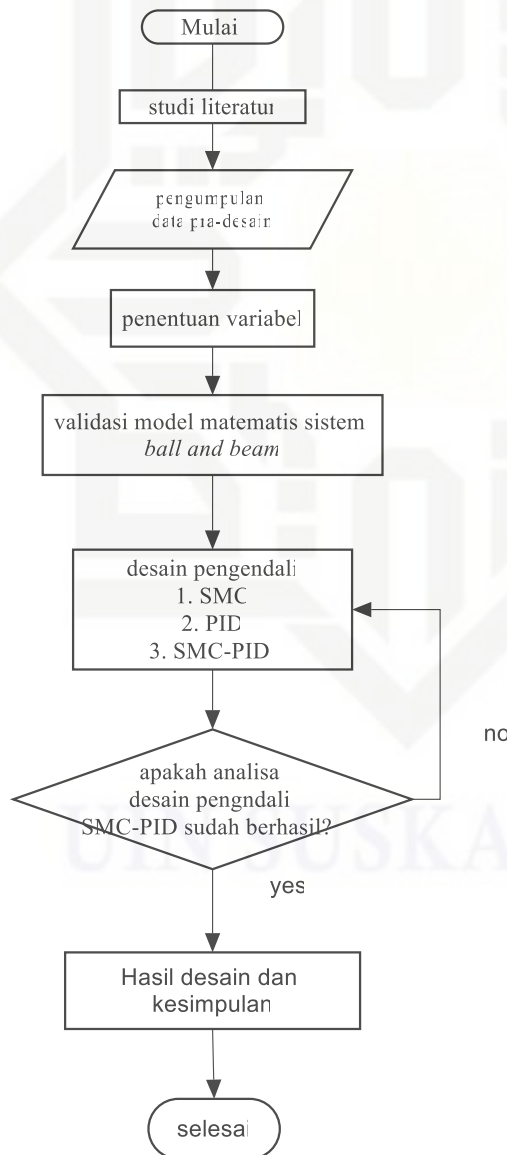 Mulai
studi literatur
pengumpulan
data pra-desain
penentuan variabel
validasi model matematis sistem
ball and beam
desain pengendali
1. SMC
2. PID
3. SMC-PID
no
apakah analisa
desain pengndali
SMC-PID sudah berhasil?
UIN SUSKA
yes
Hasil desain dan
kesimpulan
selesai